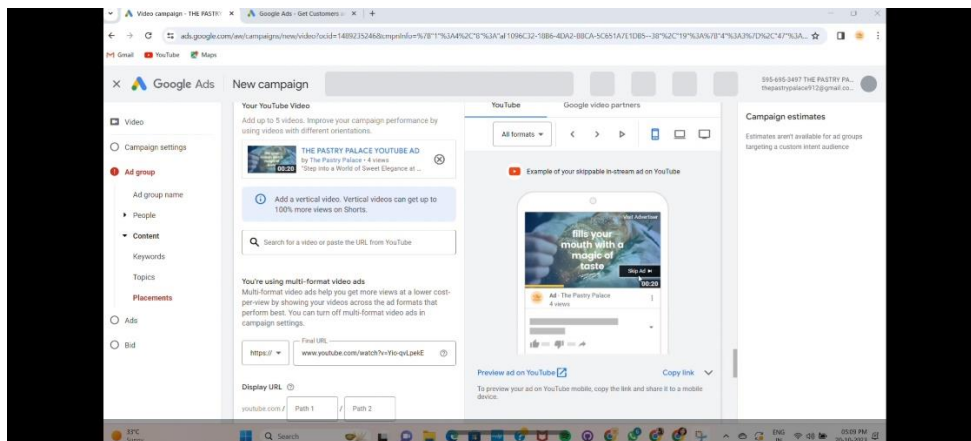 Video campaign - THE PASTRY
Google Ads - Get Customers a
M Gmail YouTube Maps
Google Ads
New campaign
595-695-3497 THE PASTRY PA...
thepastrypalace912@gmail.co...
Video
Campaign settings
Ad group
Ad group name
People
Content
Keywords
Topics
Placements
Ads
Bid
Your YouTube Video
Add up to 5 videos. Improve your campaign performance by
using videos with different orientations.
THE PASTRY PALACE YOUTUBE AD
by The Pastry Palace • 4 views
"Step into a World of Sweet Elegance at ...
00:20
Add a vertical video. Vertical videos can get up to
100% more views on Shorts.
Search for a video or paste the URL from YouTube
You're using multi-format video ads
Multi-format video ads help you get more views at a lower cost-
per-view by showing your videos across the ad formats that
perform best. You can turn off multi-format video ads in
campaign settings.
Final URL
https://
www.youtube.com/watch?v=Yio-qvLpekE
Display URL
youtube.com / Path 1 / Path 2
YouTube
Google video partners
All formats
Example of your skippable in-stream ad on YouTube
Visit Advertiser
fills your
mouth with a
magic of
taste
Skip Ad
00:20
Ad · The Pastry Palace
4 views
Preview ad on YouTube
Copy link
To preview your ad on YouTube mobile, copy the link and share it to a mobile
device.
Campaign estimates
Estimates aren't available for ad groups
targeting a custom intent audience
33°C
Sunny
Search
ENG
IN
05:09 PM
20-10-2023